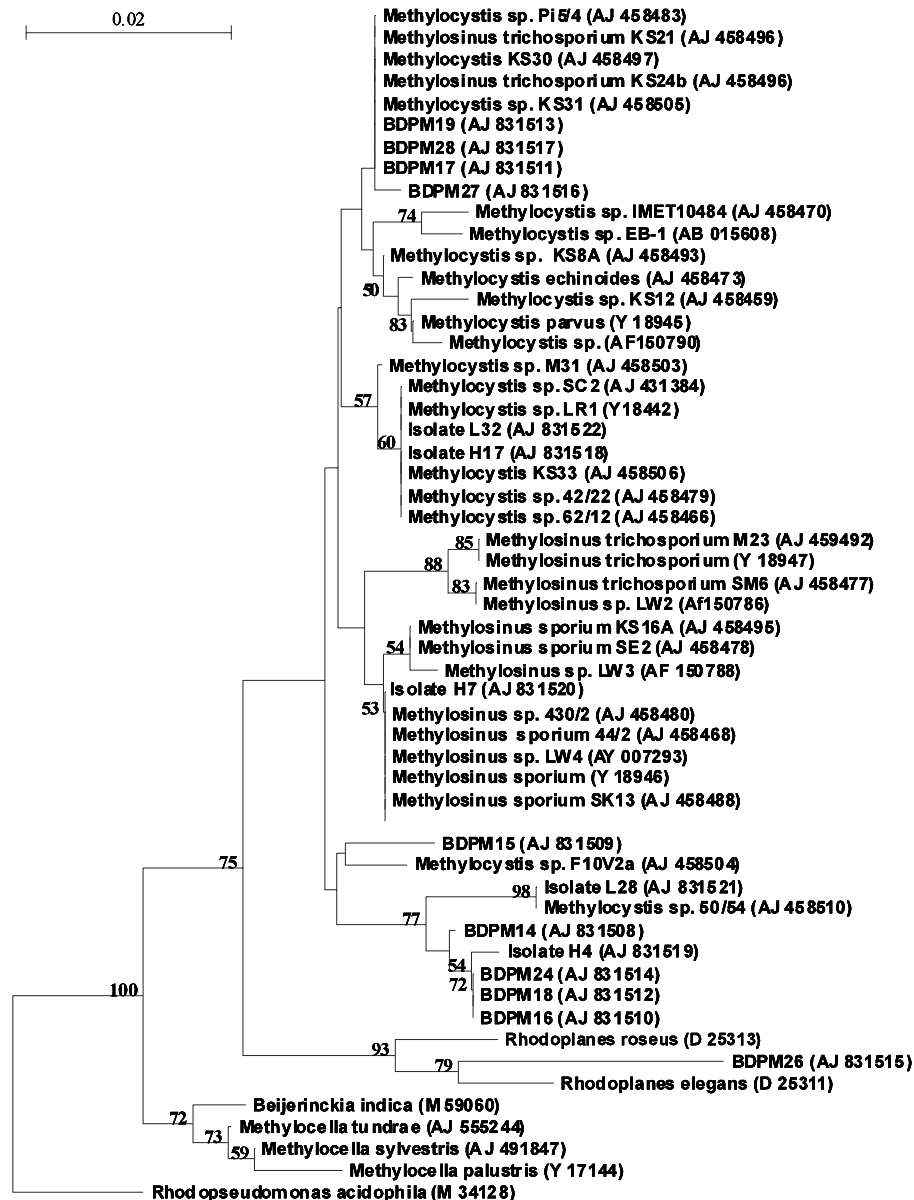 0.02
Methylocystis sp. Pi5/4 (AJ 458483)
Methylosinus trichosporium KS21 (AJ 458496)
Methylocystis KS30 (AJ 458497)
Methylosinus trichosporium KS24b (AJ 458496)
Methylocystis sp. KS31 (AJ 458505)
BDPM19 (AJ 831513)
BDPM28 (AJ 831517)
BDPM17 (AJ 831511)
BDPM27 (AJ 831516)
74 Methylocystis sp. IMET10484 (AJ 458470)
Methylocystis sp. EB-1 (AB 015608)
Methylocystis sp. KS8A (AJ 458493)
Methylocystis echinoides (AJ 458473)
50
Methylocystis sp. KS12 (AJ 458459)
83 Methylocystis parvus (Y 18945)
Methylocystis sp. (AF150790)
Methylocystis sp. M31 (AJ 458503)
Methylocystis sp. SC2 (AJ 431384)
57
Methylocystis sp. LR1 (Y18442)
Isolate L32 (AJ 831522)
60
Isolate H17 (AJ 831518)
Methylocystis KS33 (AJ 458506)
Methylocystis sp. 42/22 (AJ 458479)
Methylocystis sp. 62/12 (AJ 458466)
85 Methylosinus trichosporium M23 (AJ 459492)
88 Methylosinus trichosporium (Y 18947)
83 Methylosinus trichosporium SM6 (AJ 458477)
Methylosinus sp. LW2 (Af150786)
Methylosinus sporium KS16A (AJ 458495)
54 Methylosinus sporium SE2 (AJ 458478)
Methylosinus sp. LW3 (AF 150788)
Isolate H7 (AJ 831520)
53
Methylosinus sp. 430/2 (AJ 458480)
Methylosinus sporium 44/2 (AJ 458468)
Methylosinus sp. LW4 (AY 007293)
Methylosinus sporium (Y 18946)
Methylosinus sporium SK13 (AJ 458488)
BDPM15 (AJ 831509)
75 Methylocystis sp. F10V2a (AJ 458504)
98 Isolate L28 (AJ 831521)
Methylocystis sp. 50/54 (AJ 458510)
77
BDPM14 (AJ 831508)
Isolate H4 (AJ 831519)
54
BDPM24 (AJ 831514)
72
BDPM18 (AJ 831512)
100
BDPM16 (AJ 831510)
Rhodoplanes roseus (D 25313)
93
79 BDPM26 (AJ 831515)
Rhodoplanes elegans (D 25311)
Beijerinckia indica (M 59060)
72
Methylocella tundrae (AJ 555244)
73
59 Methylocella sylvestris (AJ 491847)
Methylocella palustris (Y 17144)
Rhodopseudomonas acidophila (M 34128)